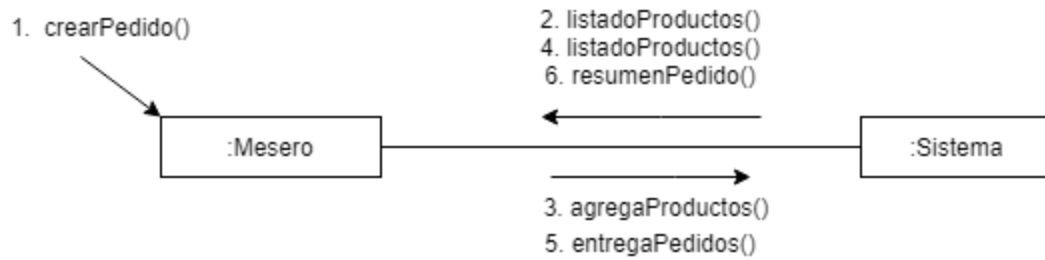 1. crearPedido()
2. listadoProductos()
4. listadoProductos()
6. resumenPedido()
:Mesero
:Sistema
3. agregaProductos()
5. entregaPedidos()